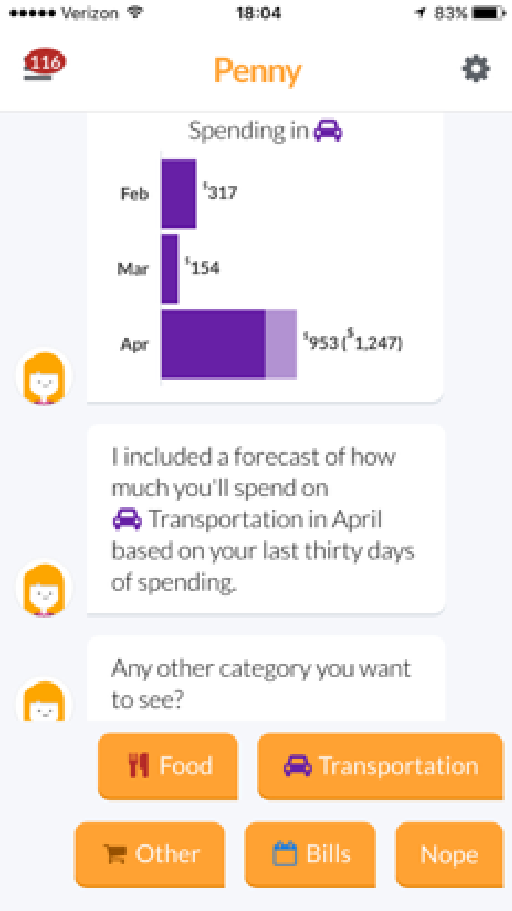 Verizon 18:04 83%
116 Penny
Spending in
Feb $317
Mar $154
Apr $953($1,247)
I included a forecast of how
much you'll spend on
Transportation in April
based on your last thirty days
of spending.
Any other category you want
to see?
Food Transportation
Other Bills Nope